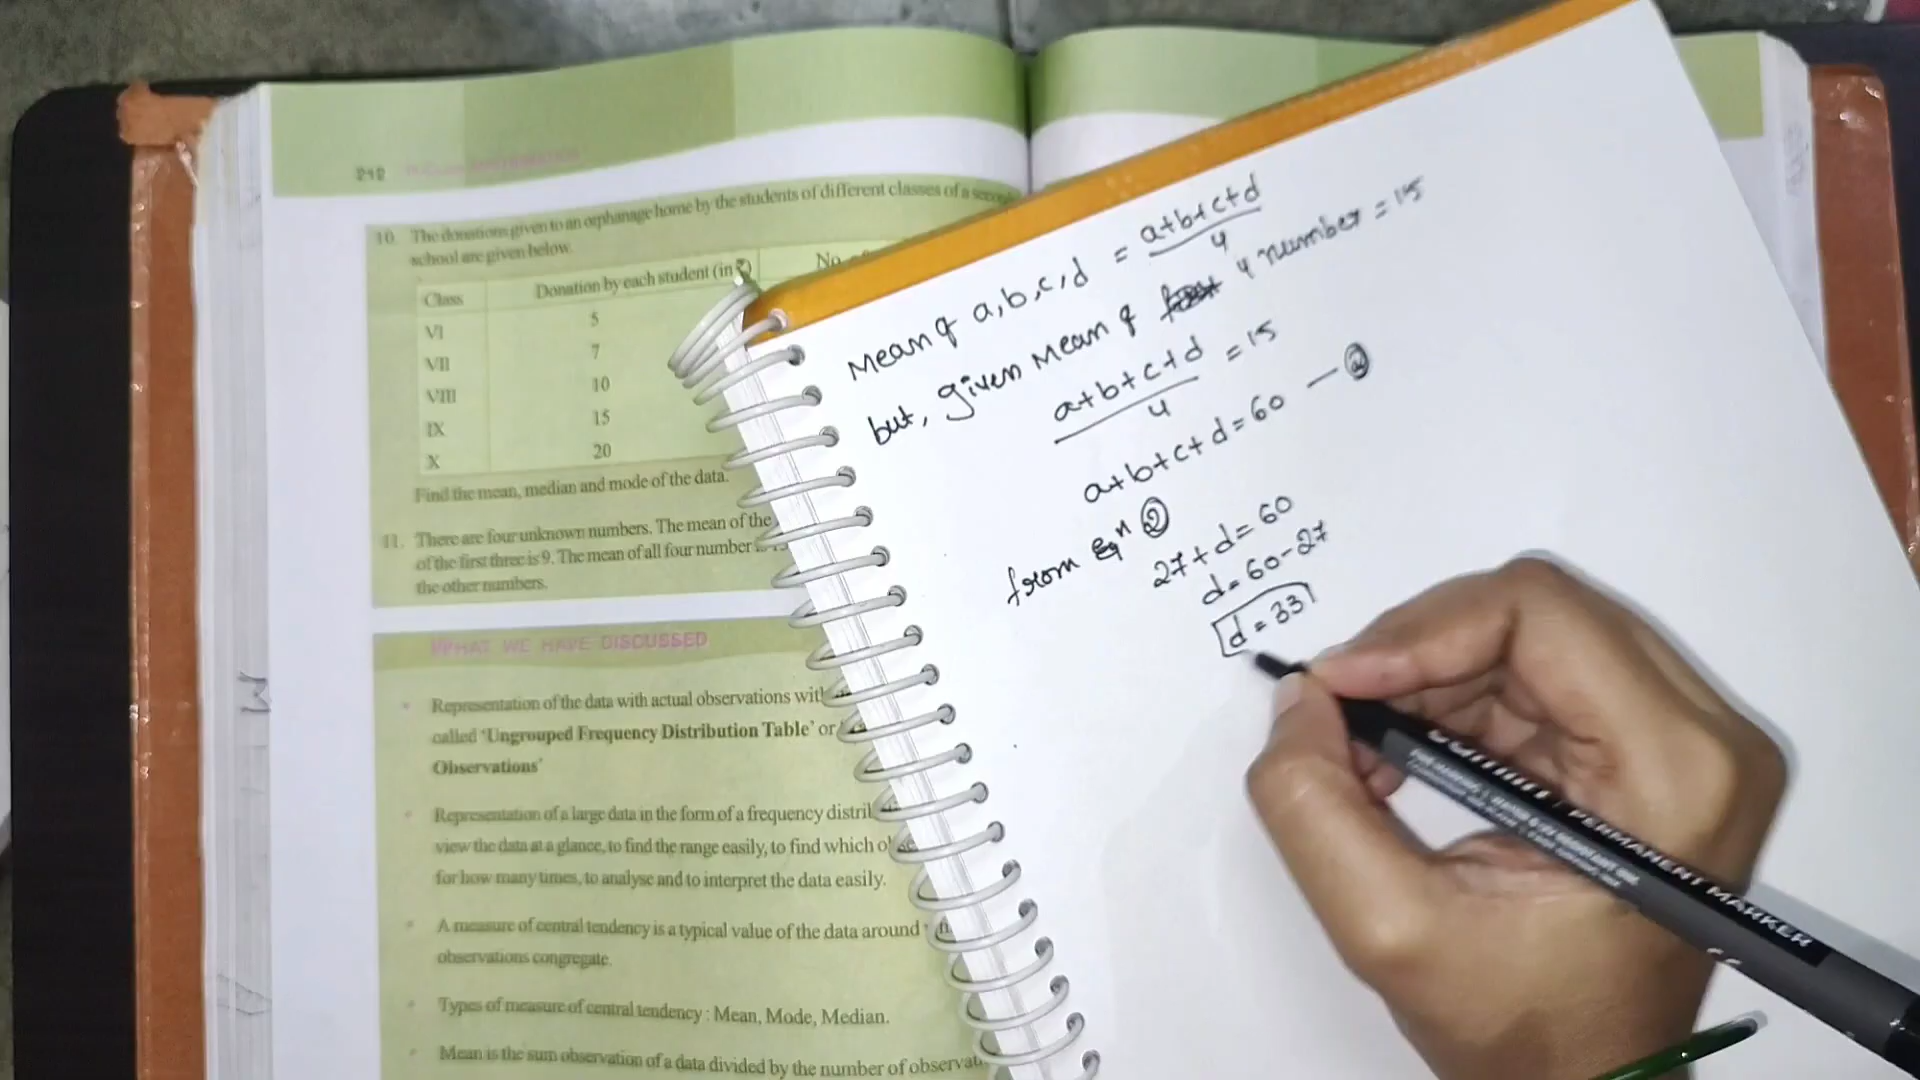 212
10. The donations given to an orphanage home by the students of different classes of a
school are given below.
Class Donation by each student (in ₹) No.
VI 5
VII 7
VIII 10
IX 15
X 20
Find the mean, median and mode of the data.
11. There are four unknown numbers. The mean of the
of the first three is 9. The mean of all four number
the other numbers.
WHAT WE HAVE DISCUSSED
• Representation of the data with actual observations
called 'Ungrouped Frequency Distribution Table' or
Observations'
• Representation of a large data in the form of a frequency
view the data at a glance, to find the range easily, to find which
for how many times, to analyse and to interpret the data easily.
• A measure of central tendency is a typical value of the data around
observations congregate.
• Types of measure of central tendency : Mean, Mode, Median.
• Mean is the sum observation of a data divided by the number of
Mean of a, b, c, d = a+b+c+d / 4
but, given Mean of 4 number = 15
a+b+c+d / 4 = 15
a+b+c+d = 60 — ②
from eqn ②
27+d = 60
d = 60-27
d = 33
PERMANENT MARKER